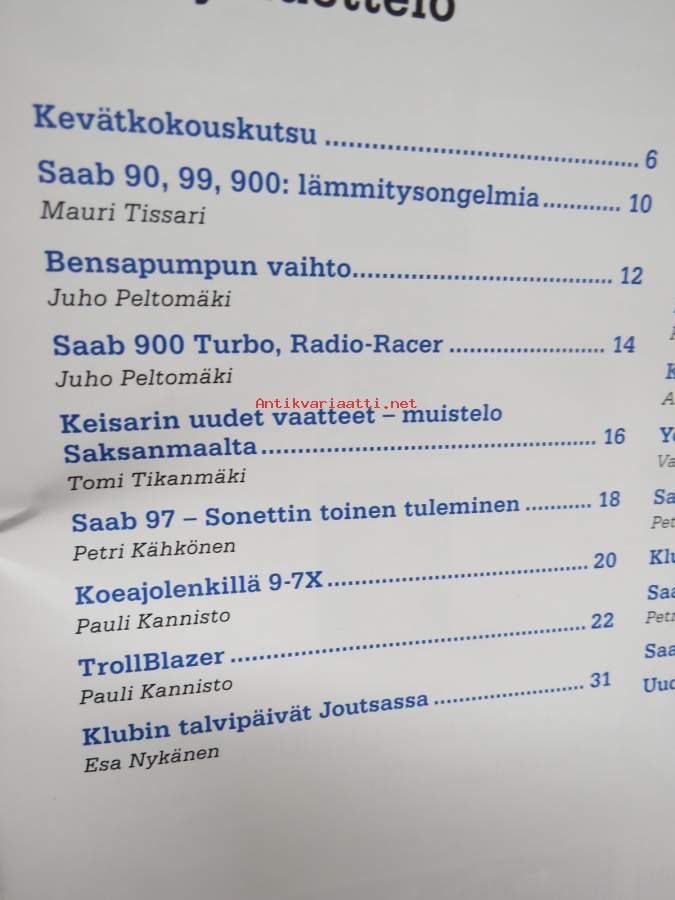 Kevätkokouskutsu ........................................ 6
Saab 90, 99, 900: lämmitysongelmia ............ 10
Mauri Tissari
Bensapumpun vaihto ..................................... 12
Juho Peltomäki
Saab 900 Turbo, Radio-Racer ...................... 14
Juho Peltomäki
Antikvariaatti.net
Keisarin uudet vaatteet – muistelo
Saksanmaalta ................................................ 16
Tomi Tikanmäki
Saab 97 – Sonettin toinen tuleminen ........... 18
Petri Kähkönen
Koeajolenkillä 9-7X ...................................... 20
Pauli Kannisto
TrollBlazer .................................................... 22
Pauli Kannisto
Klubin talvipäivät Joutsassa ...................... 31
Esa Nykänen